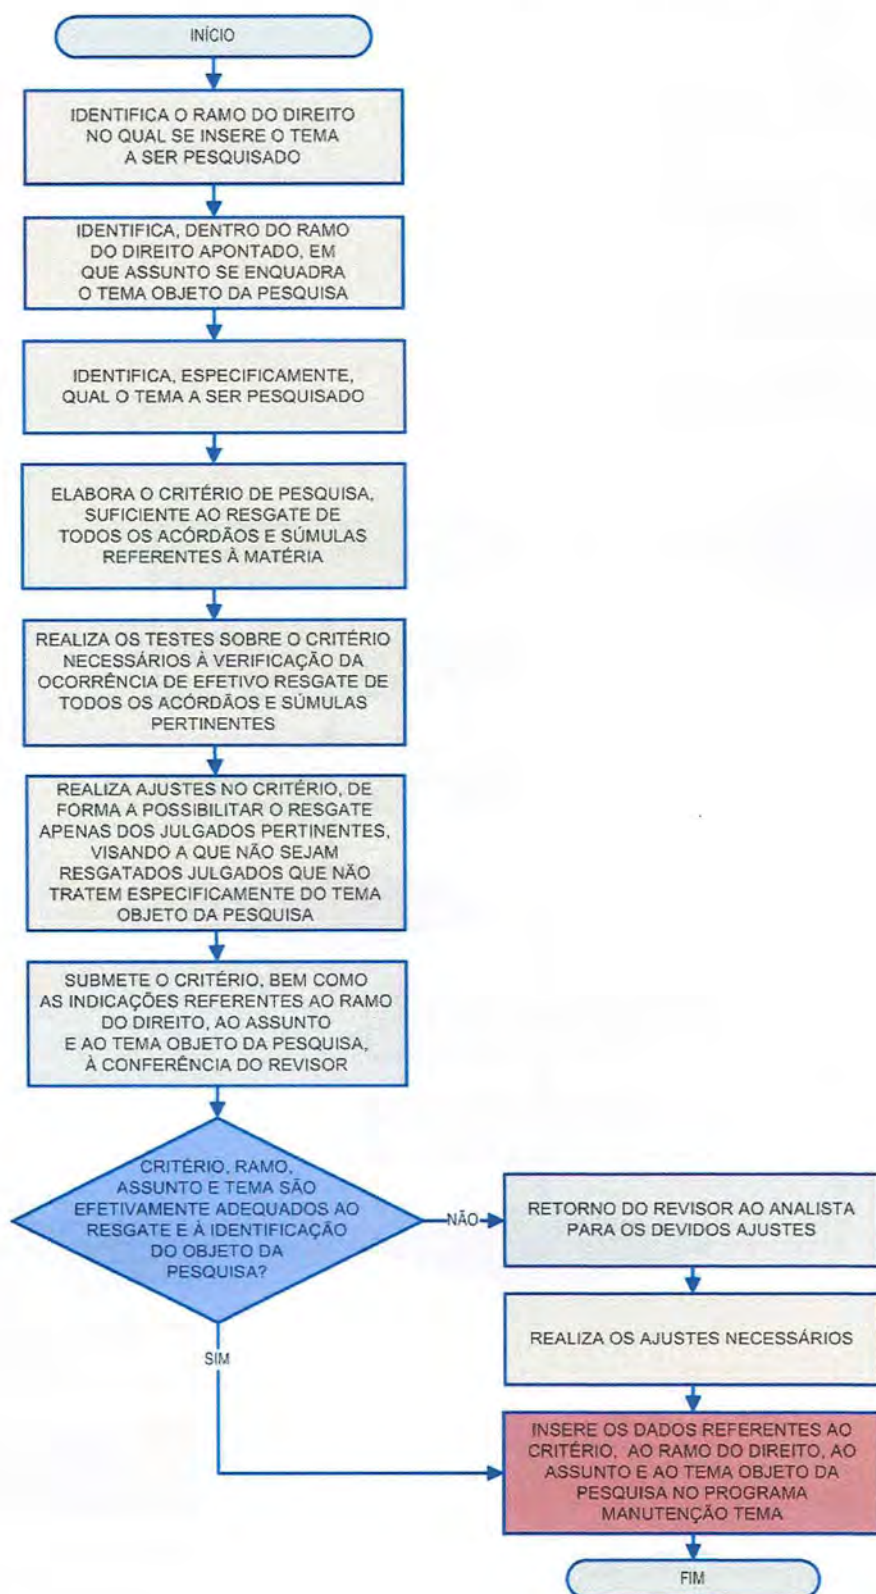 INÍCIO
IDENTIFICA O RAMO DO DIREITO
NO QUAL SE INSERE O TEMA
A SER PESQUISADO
IDENTIFICA, DENTRO DO RAMO
DO DIREITO APONTADO, EM
QUE ASSUNTO SE ENQUADRA
O TEMA OBJETO DA PESQUISA
IDENTIFICA, ESPECIFICAMENTE,
QUAL O TEMA A SER PESQUISADO
ELABORA O CRITÉRIO DE PESQUISA,
SUFICIENTE AO RESGATE DE
TODOS OS ACÓRDÃOS E SÚMULAS
REFERENTES À MATÉRIA
REALIZA OS TESTES SOBRE O CRITÉRIO
NECESSÁRIOS À VERIFICAÇÃO DA
OCORRÊNCIA DE EFETIVO RESGATE DE
TODOS OS ACÓRDÃOS E SÚMULAS
PERTINENTES
REALIZA AJUSTES NO CRITÉRIO, DE
FORMA A POSSIBILITAR O RESGATE
APENAS DOS JULGADOS PERTINENTES,
VISANDO A QUE NÃO SEJAM
RESGATADOS JULGADOS QUE NÃO
TRATEM ESPECIFICAMENTE DO TEMA
OBJETO DA PESQUISA
SUBMETE O CRITÉRIO, BEM COMO
AS INDICAÇÕES REFERENTES AO RAMO
DO DIREITO, AO ASSUNTO
E AO TEMA OBJETO DA PESQUISA,
À CONFERÊNCIA DO REVISOR
CRITÉRIO, RAMO,
ASSUNTO E TEMA SÃO
EFETIVAMENTE ADEQUADOS AO
RESGATE E À IDENTIFICAÇÃO
DO OBJETO DA
PESQUISA?
NÃO
RETORNO DO REVISOR AO ANALISTA
PARA OS DEVIDOS AJUSTES
REALIZA OS AJUSTES NECESSÁRIOS
SIM
INSERE OS DADOS REFERENTES AO
CRITÉRIO, AO RAMO DO DIREITO, AO
ASSUNTO E AO TEMA OBJETO DA
PESQUISA NO PROGRAMA
MANUTENÇÃO TEMA
FIM